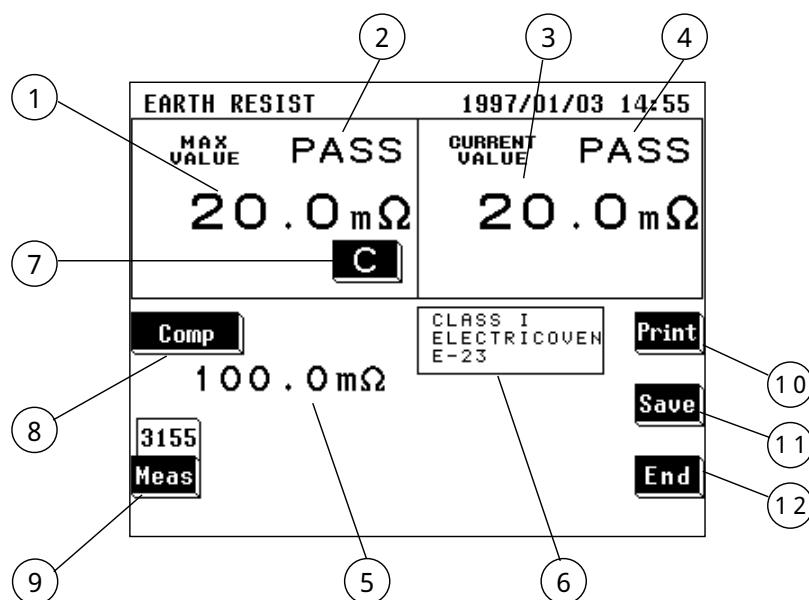 2
3
4
1
EARTH RESIST 1997/01/03 14:55
MAX VALUE PASS
CURRENT VALUE PASS
20.0mΩ
20.0mΩ
7
C
Comp
CLASS I
ELECTRICOVEN
E-23
Print
100.0mΩ
10
8
Save
11
3155
Meas
End
12
9
5
6